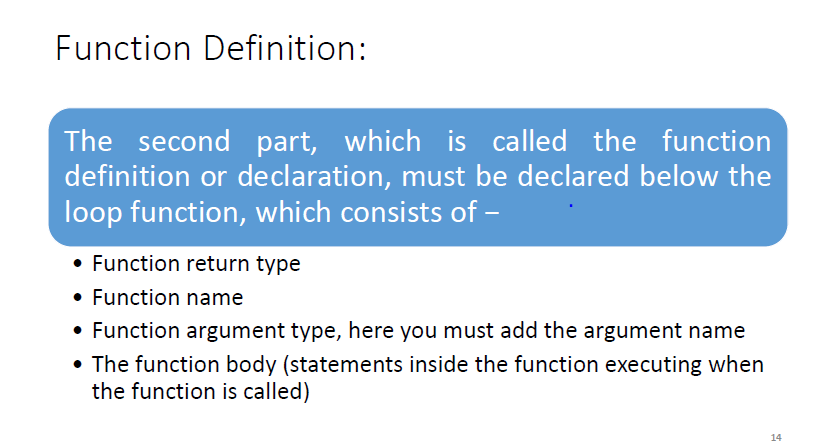 Function Definition:
The second part, which is called the function
definition or declaration, must be declared below the
loop function, which consists of −
• Function return type
• Function name
• Function argument type, here you must add the argument name
• The function body (statements inside the function executing when
the function is called)
14